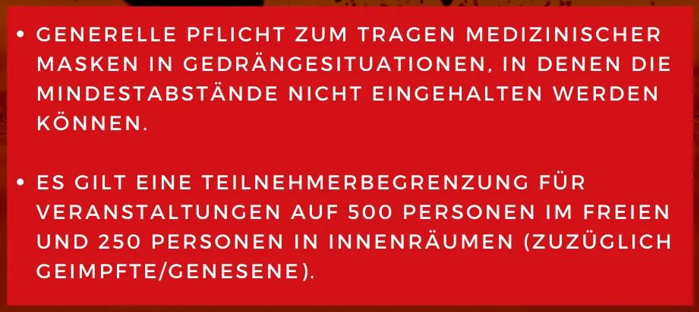 • GENERELLE PFLICHT ZUM TRAGEN MEDIZINISCHER
MASKEN IN GEDRÄNGESITUATIONEN, IN DENEN DIE
MINDESTABSTÄNDE NICHT EINGEHALTEN WERDEN
KÖNNEN.
• ES GILT EINE TEILNEHMERBEGRENZUNG FÜR
VERANSTALTUNGEN AUF 500 PERSONEN IM FREIEN
UND 250 PERSONEN IN INNENRÄUMEN (ZUZÜGLICH
GEIMPFTE/GENESENE).